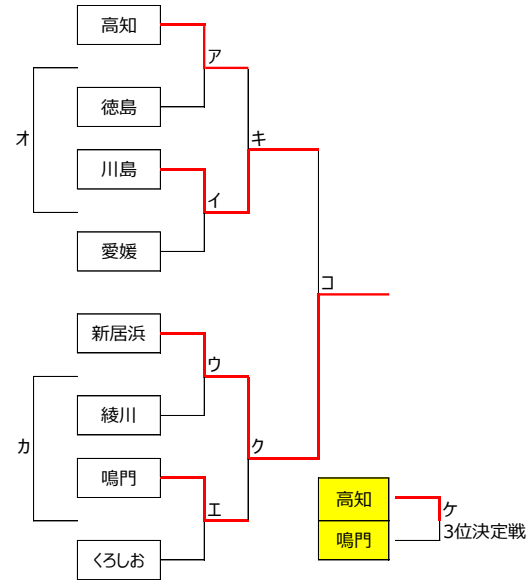 高知
ア
徳島
オ
キ
川島
イ
愛媛
コ
新居浜
ウ
綾川
カ
ク
鳴門
エ
くろしお
高知
ケ
3位決定戦
鳴門